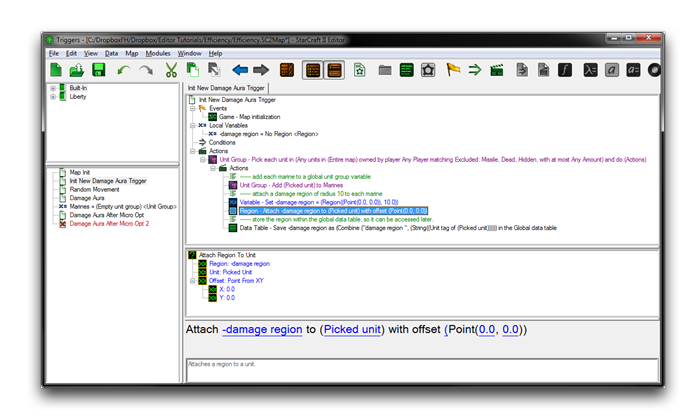 Triggers - [C:/DropboxFH/Dropbox/Editor Tutorials/Efficiency/Efficiency.SC2Map*] - StarCraft II Editor
File Edit View Data Map Modules Window Help
Built-In
Liberty
Map Init
Init New Damage Aura Trigger
Random Movement
Damage Aura
Marines = (Empty unit group) <Unit Group>
Damage Aura After Micro Opt
Damage Aura After Micro Opt 2
Init New Damage Aura Trigger
Init New Damage Aura Trigger
Events
Game - Map initialization
Local Variables
-damage region = No Region <Region>
Conditions
Actions
Unit Group - Pick each unit in (Any units in (Entire map) owned by player Any Player matching Excluded: Missile, Dead, Hidden, with at most Any Amount) and do (Actions)
Actions
------ add each marine to a global unit group variable
Unit Group - Add (Picked unit) to Marines
------ attach a damage region of radius 10 to each marine
Variable - Set -damage region = (Region((Point(0.0, 0.0)), 10.0))
Region - Attach -damage region to (Picked unit) with offset (Point(0.0, 0.0))
------ store the region within the global data table, so it can be accessed later.
Data Table - Save -damage region as (Combine ("damage region ", (String((Unit tag of (Picked unit)))))) in the Global data table
Attach Region To Unit
Region: -damage region
Unit: Picked Unit
Offset: Point From XY
X: 0.0
Y: 0.0
Attach -damage region to (Picked unit) with offset (Point(0.0, 0.0))
Attaches a region to a unit.